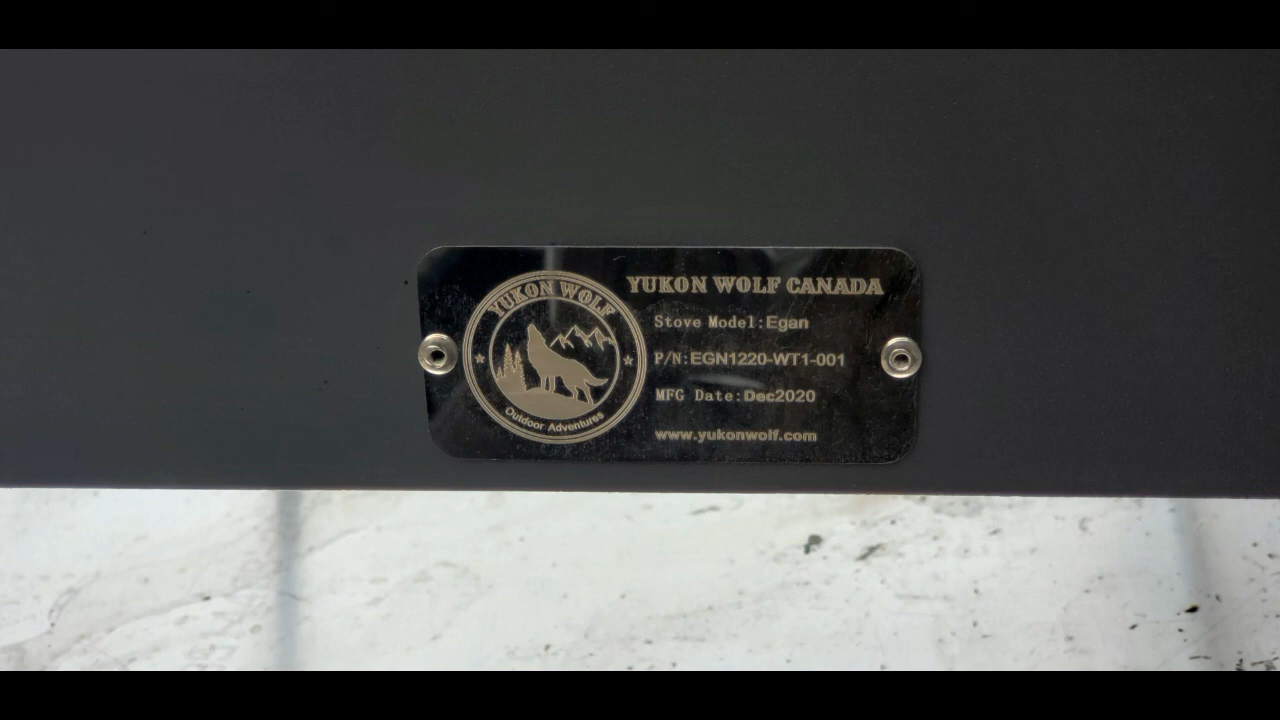 YUKON WOLF
Outdoor Adventures
YUKON WOLF CANADA
Stove Model:Egan
P/N:EGN1220-WT1-001
MFG Date:Dec2020
www.yukonwolf.com